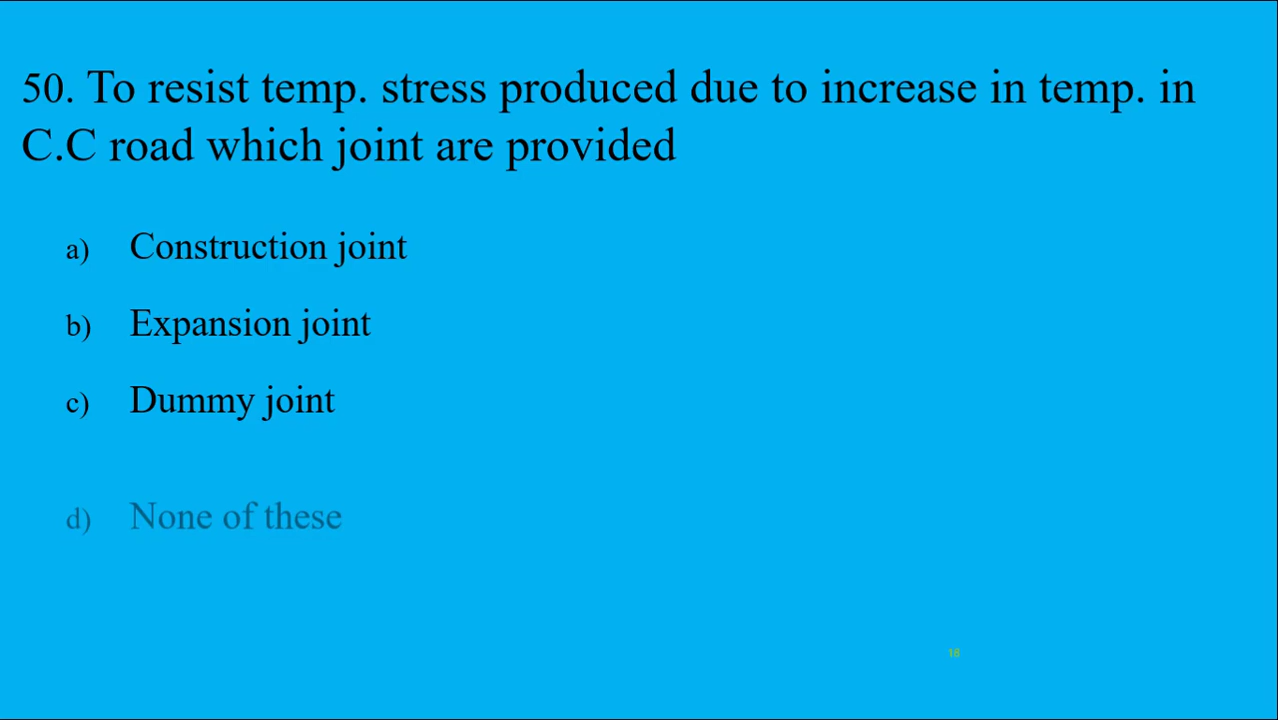 50. To resist temp. stress produced due to increase in temp. in
C.C road which joint are provided
a) Construction joint
b) Expansion joint
c) Dummy joint
d) None of these
18